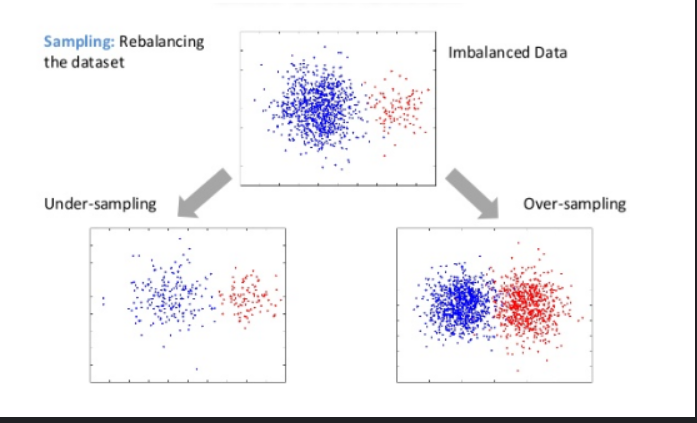 Sampling: Rebalancing
the dataset
Imbalanced Data
Under-sampling
Over-sampling